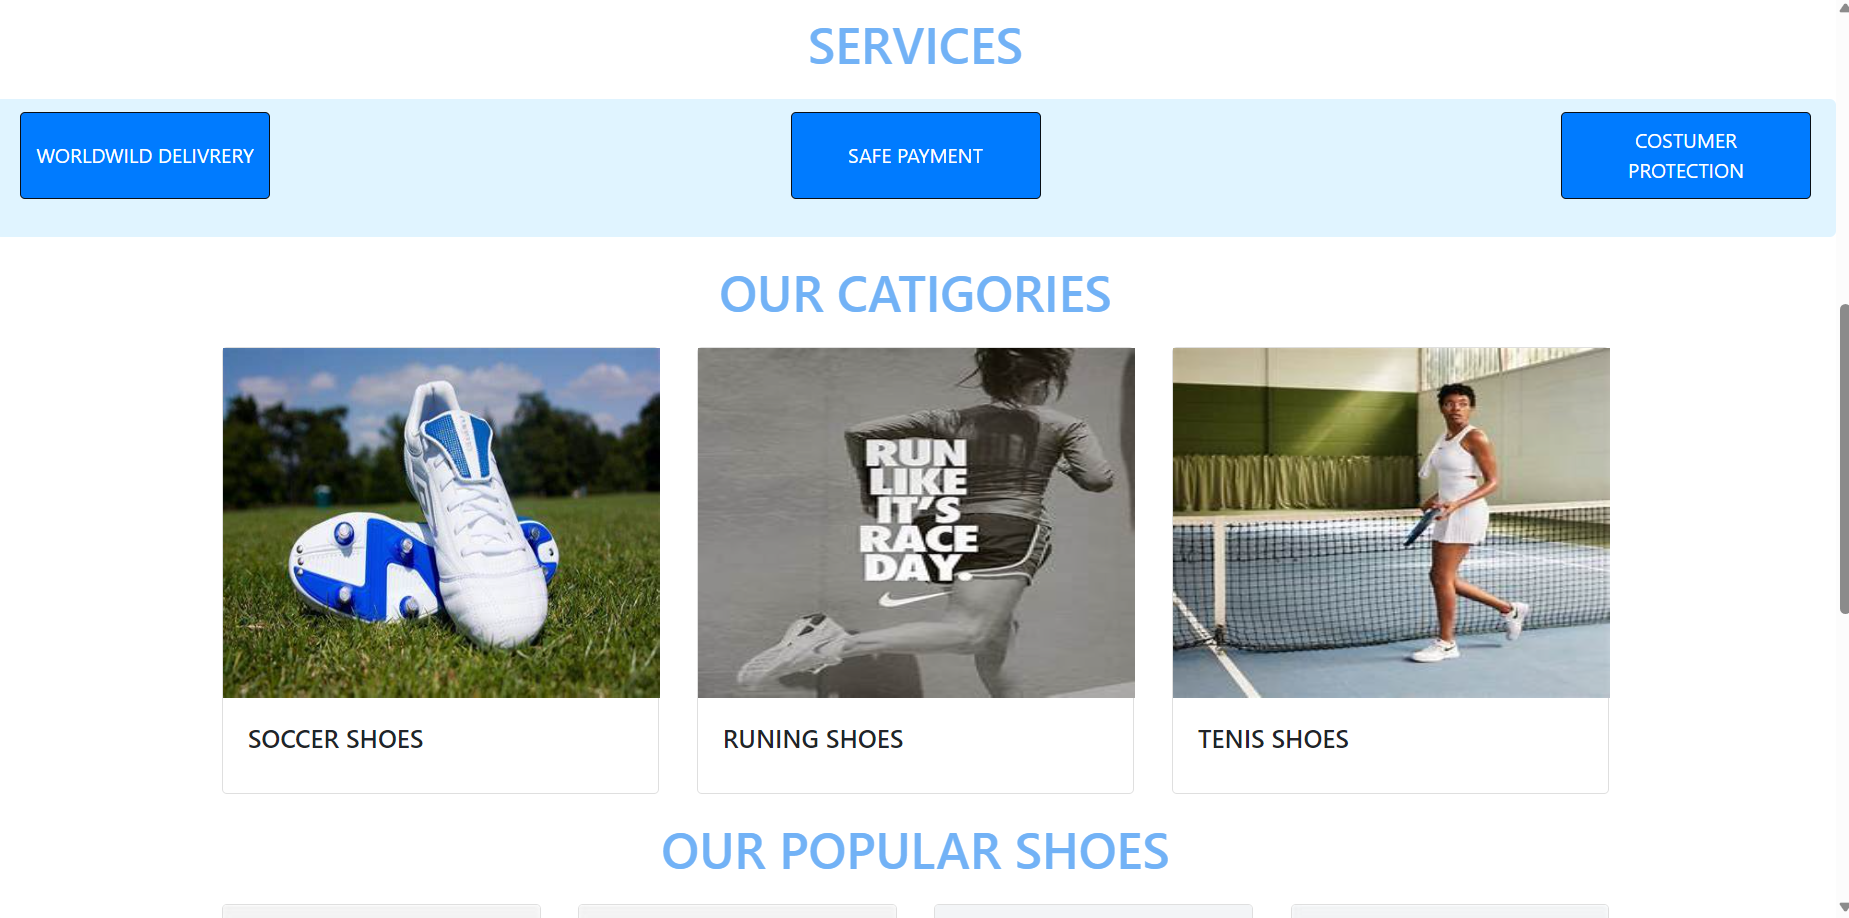 SERVICES
WORLDWILD DELIVRERY
SAFE PAYMENT
COSTUMER
PROTECTION
OUR CATIGORIES
RUN
LIKE
IT'S
RACE
DAY.
SOCCER SHOES
RUNING SHOES
TENIS SHOES
OUR POPULAR SHOES